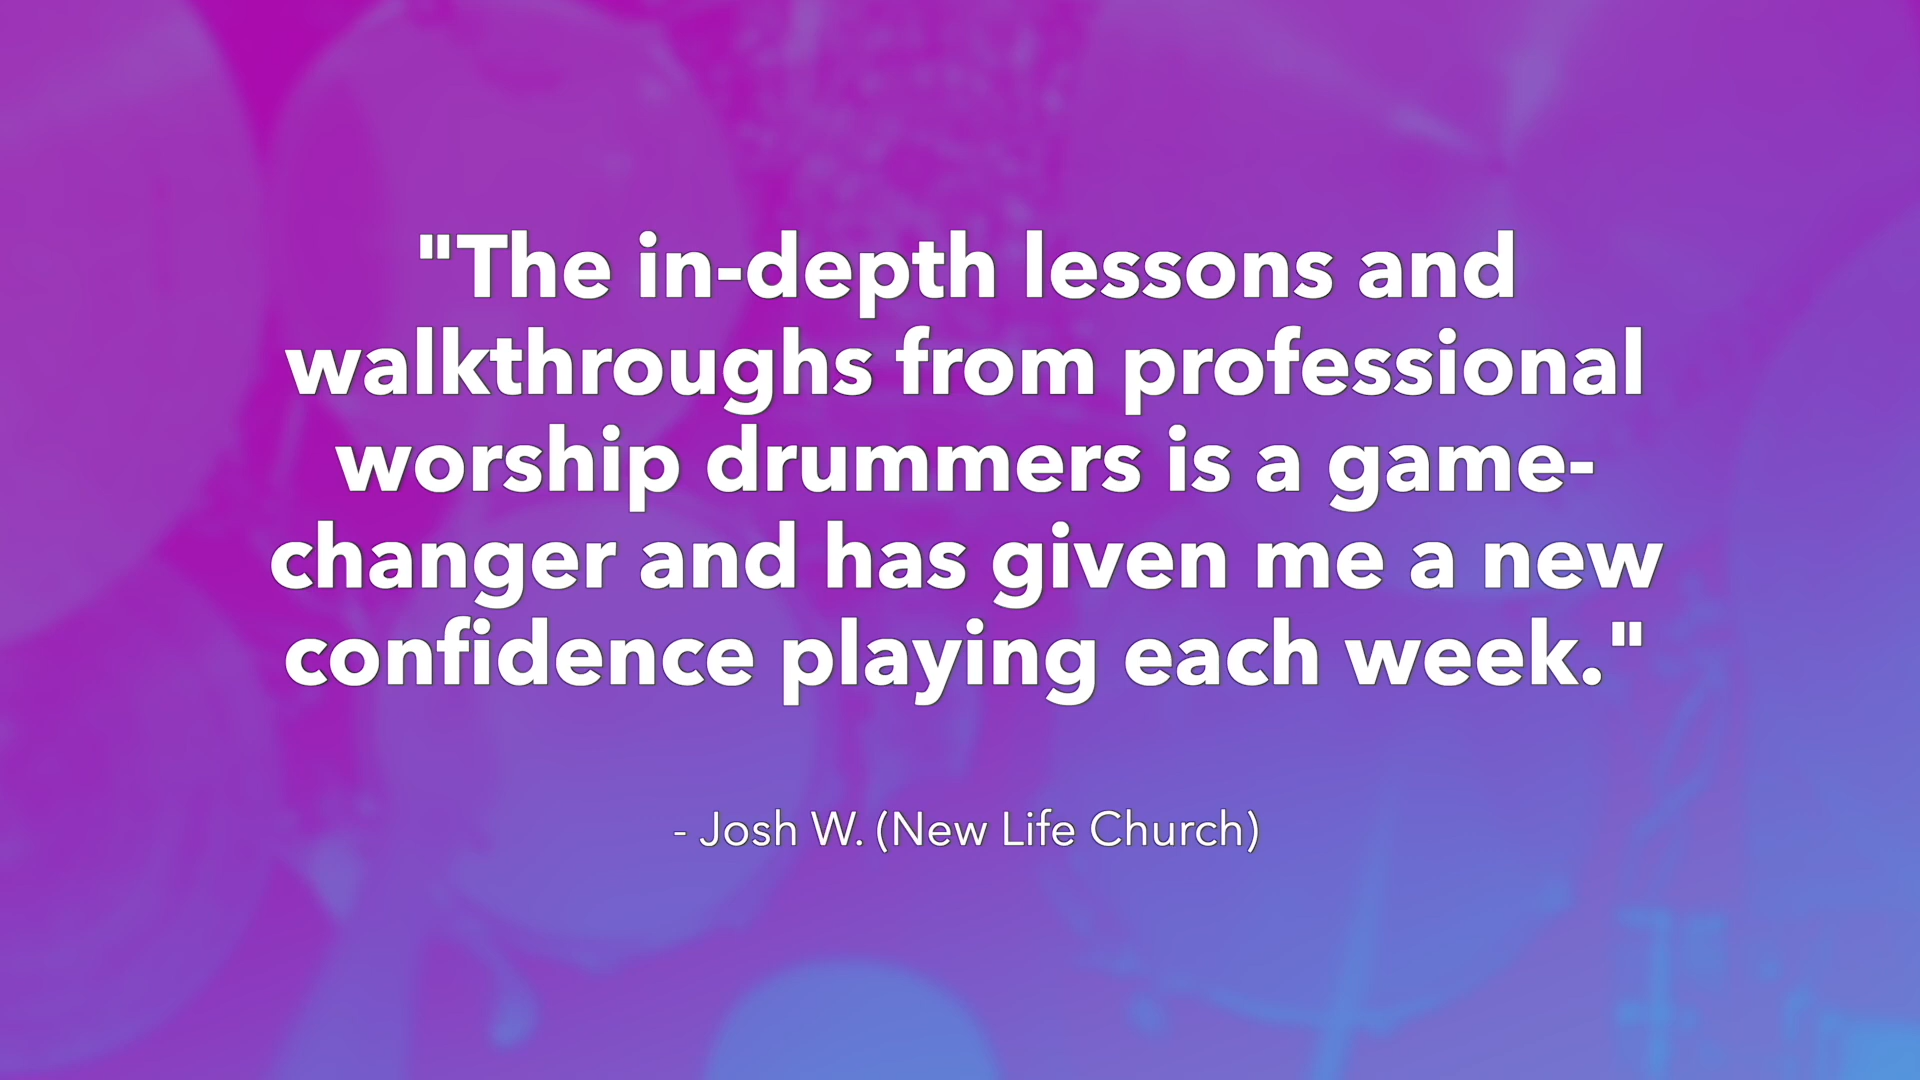 "The in-depth lessons and
walkthroughs from professional
worship drummers is a game-
changer and has given me a new
confidence playing each week."
- Josh W. (New Life Church)